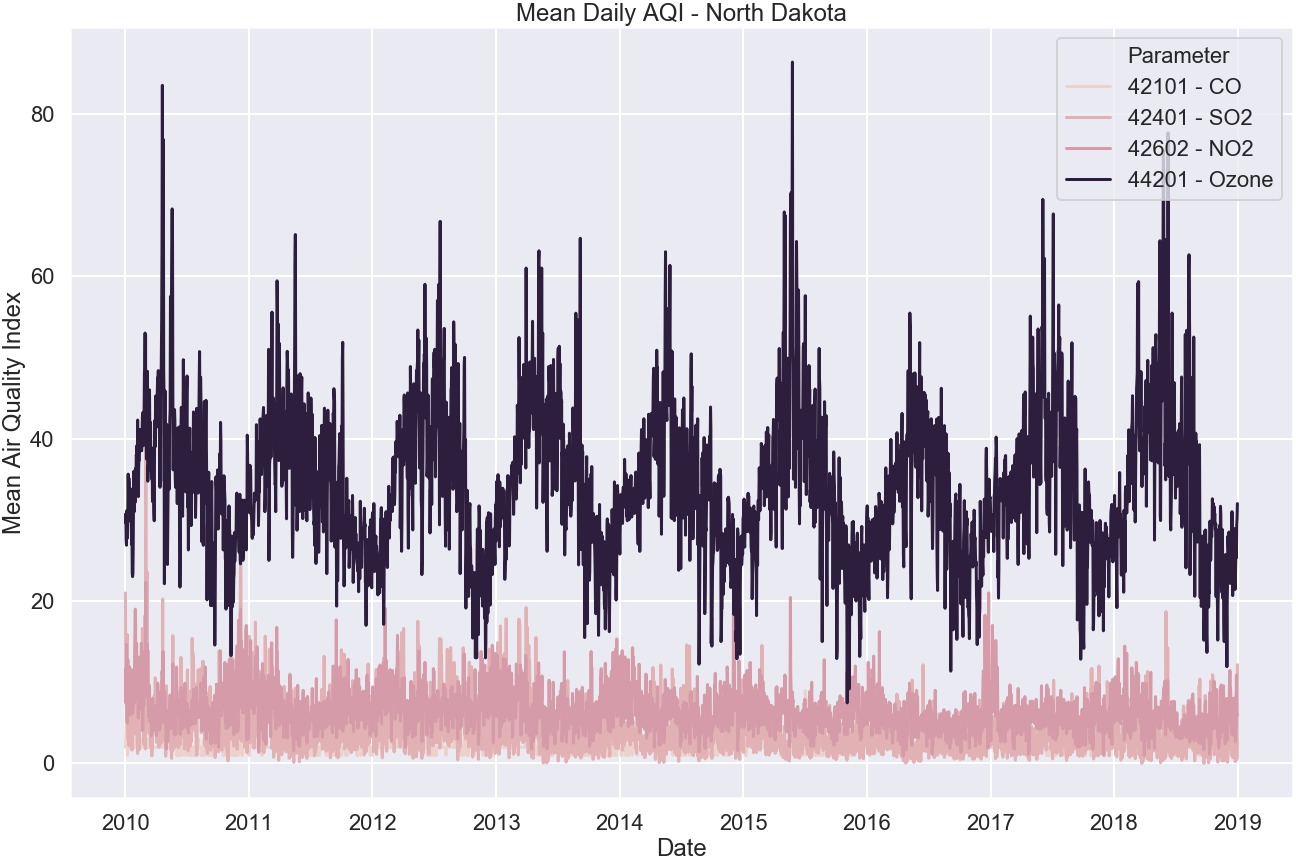 Mean Daily AQI - North Dakota
Parameter
42101 - CO
42401 - SO2
42602 - NO2
44201 - Ozone
Mean Air Quality Index
80
60
40
20
0
2010 2011 2012 2013 2014 2015 2016 2017 2018 2019
Date